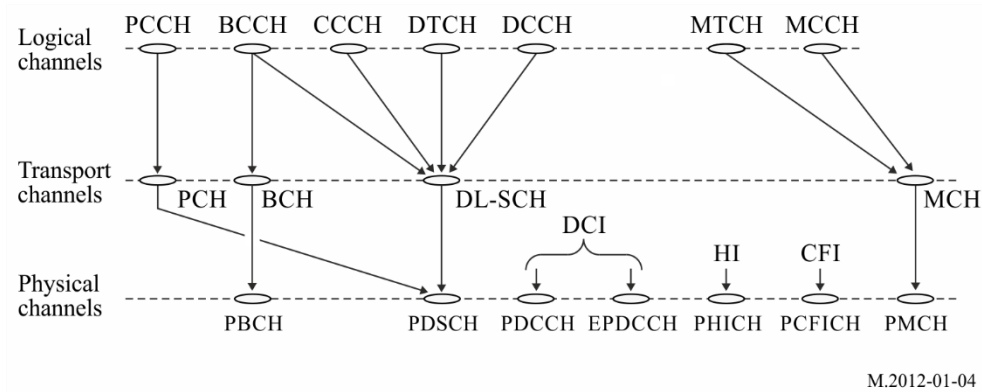 PCCH BCCH CCCH DTCH DCCH MTCH MCCH
Logical
channels
Transport
channels
PCH BCH DL-SCH MCH
DCI
HI CFI
Physical
channels
PBCH PDSCH PDCCH EPDCCH PHICH PCFICH PMCH
M.2012-01-04